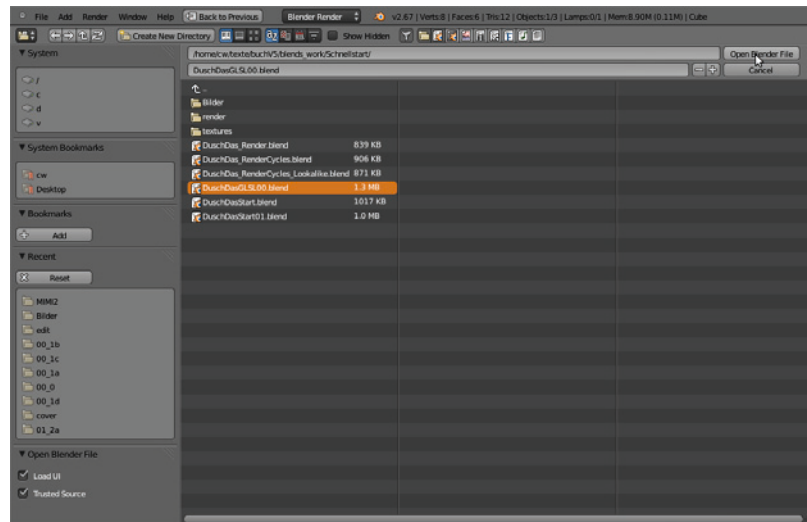 File Add Render Window Help Back to Previous Blender Render v2.67 | Verts:8 | Faces:6 | Tris:12 | Objects:1/3 | Lamps:0/1 | Mem:8.90M (0.11M) | Cube
Create New Directory Show Hidden
System
/home/cw/texte/buchV5/blends_work/Schnellstart/ Open Blender File
DuschDasGLSL00.blend Cancel
/
c
d
v
..
Bilder
render
textures
DuschDas_Render.blend 839 KB
DuschDas_RenderCycles.blend 906 KB
DuschDas_RenderCycles_Lookalike.blend 871 KB
DuschDasGLSL00.blend 1.3 MB
DuschDasStart.blend 1017 KB
DuschDasStart01.blend 1.0 MB
System Bookmarks
cw
Desktop
Bookmarks
Add
Recent
Reset
MIMI2
Bilder
edit
00_1b
00_1c
00_1a
00_0
00_1d
cover
01_2a
Open Blender File
Load UI
Trusted Source